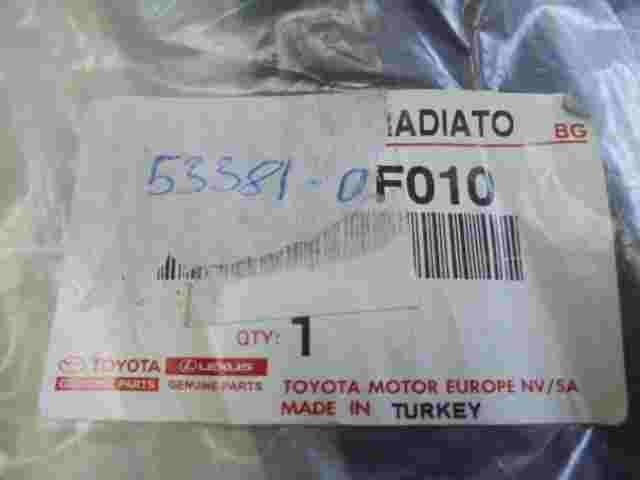 RADIATO BG
53381-0F010
QTY: 1
TOYOTA LEXUS
GENUINE PARTS GENUINE PARTS
TOYOTA MOTOR EUROPE NV/SA
MADE IN TURKEY